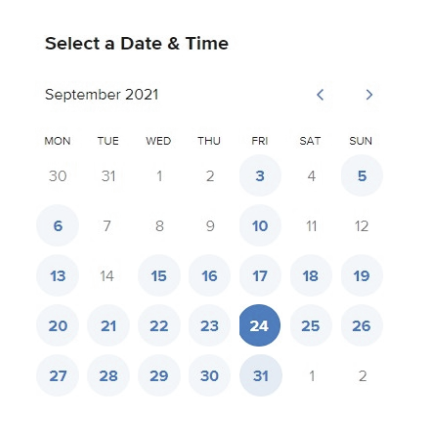 Select a Date & Time
September 2021
MON TUE WED THU FRI SAT SUN
30 31 1 2 3 4 5
6 7 8 9 10 11 12
13 14 15 16 17 18 19
20 21 22 23 24 25 26
27 28 29 30 31 1 2